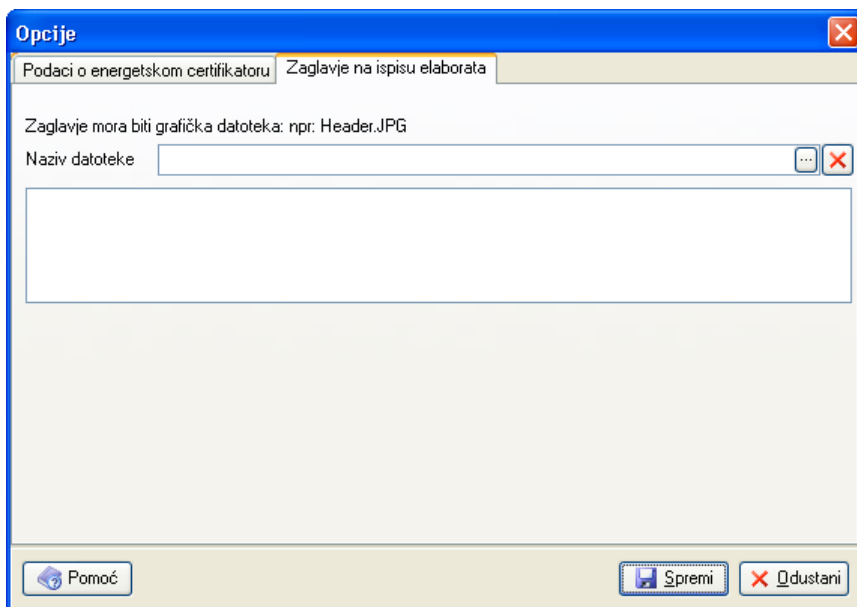 Opcije
Podaci o energetskom certifikatoru Zaglavje na ispisu elaborata
Zaglavje mora biti grafička datoteka: npr: Header.JPG
Naziv datoteke ...
Pomoć Spremi Odustani